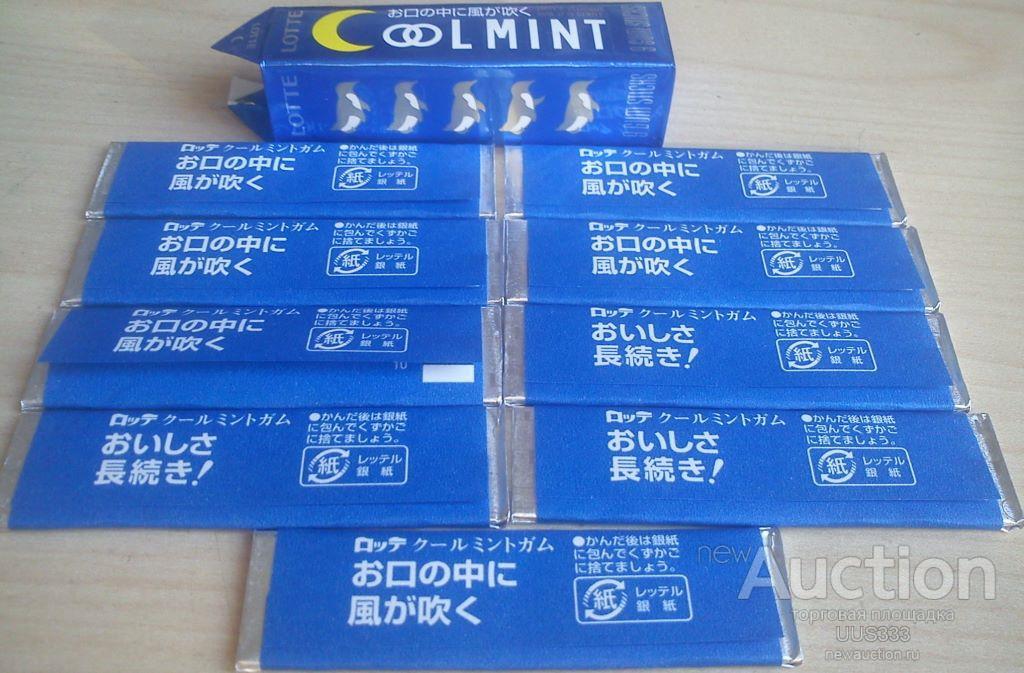 LOTTE
お口の中に風が吹く
COOLMINT
LOTTE
9 GUM STICKS
ロッテ クールミントガム
お口の中に
風が吹く
●かんだ後は銀紙
に包んでくずかご
に捨てましょう。
紙 レッテル
銀紙
ロッテ クールミントガム
お口の中に
風が吹く
●かんだ後は銀紙
に包んでくずかご
に捨てましょう。
紙 レッテル
銀紙
ロッテ クールミントガム
お口の中に
風が吹く
●かんだ後は銀紙
に包んでくずかご
に捨てましょう。
紙 レッテル
銀紙
ロッテ クールミントガム
お口の中に
風が吹く
●かんだ後は銀紙
に包んでくずかご
に捨てましょう。
紙 レッテル
銀紙
ロッテ クールミントガム
お口の中に
風が吹く
●かんだ後は銀紙
に包んでくずかご
に捨てましょう。
紙 レッテル
銀紙
10
ロッテ クールミントガム
おいしさ
長続き!
●かんだ後は銀紙
に包んでくずかご
に捨てましょう。
紙 レッテル
銀紙
ロッテ クールミントガム
おいしさ
長続き!
●かんだ後は銀紙
に包んでくずかご
に捨てましょう。
紙 レッテル
銀紙
ロッテ クールミントガム
おいしさ
長続き!
●かんだ後は銀紙
に包んでくずかご
に捨てましょう。
紙 レッテル
銀紙
ロッテ クールミントガム
お口の中に
風が吹く
●かんだ後は銀紙
に包んでくずかご
に捨てましょう。
紙 レッテル
銀紙
newAuction
торговая площадка
UUS333
newauction.ru